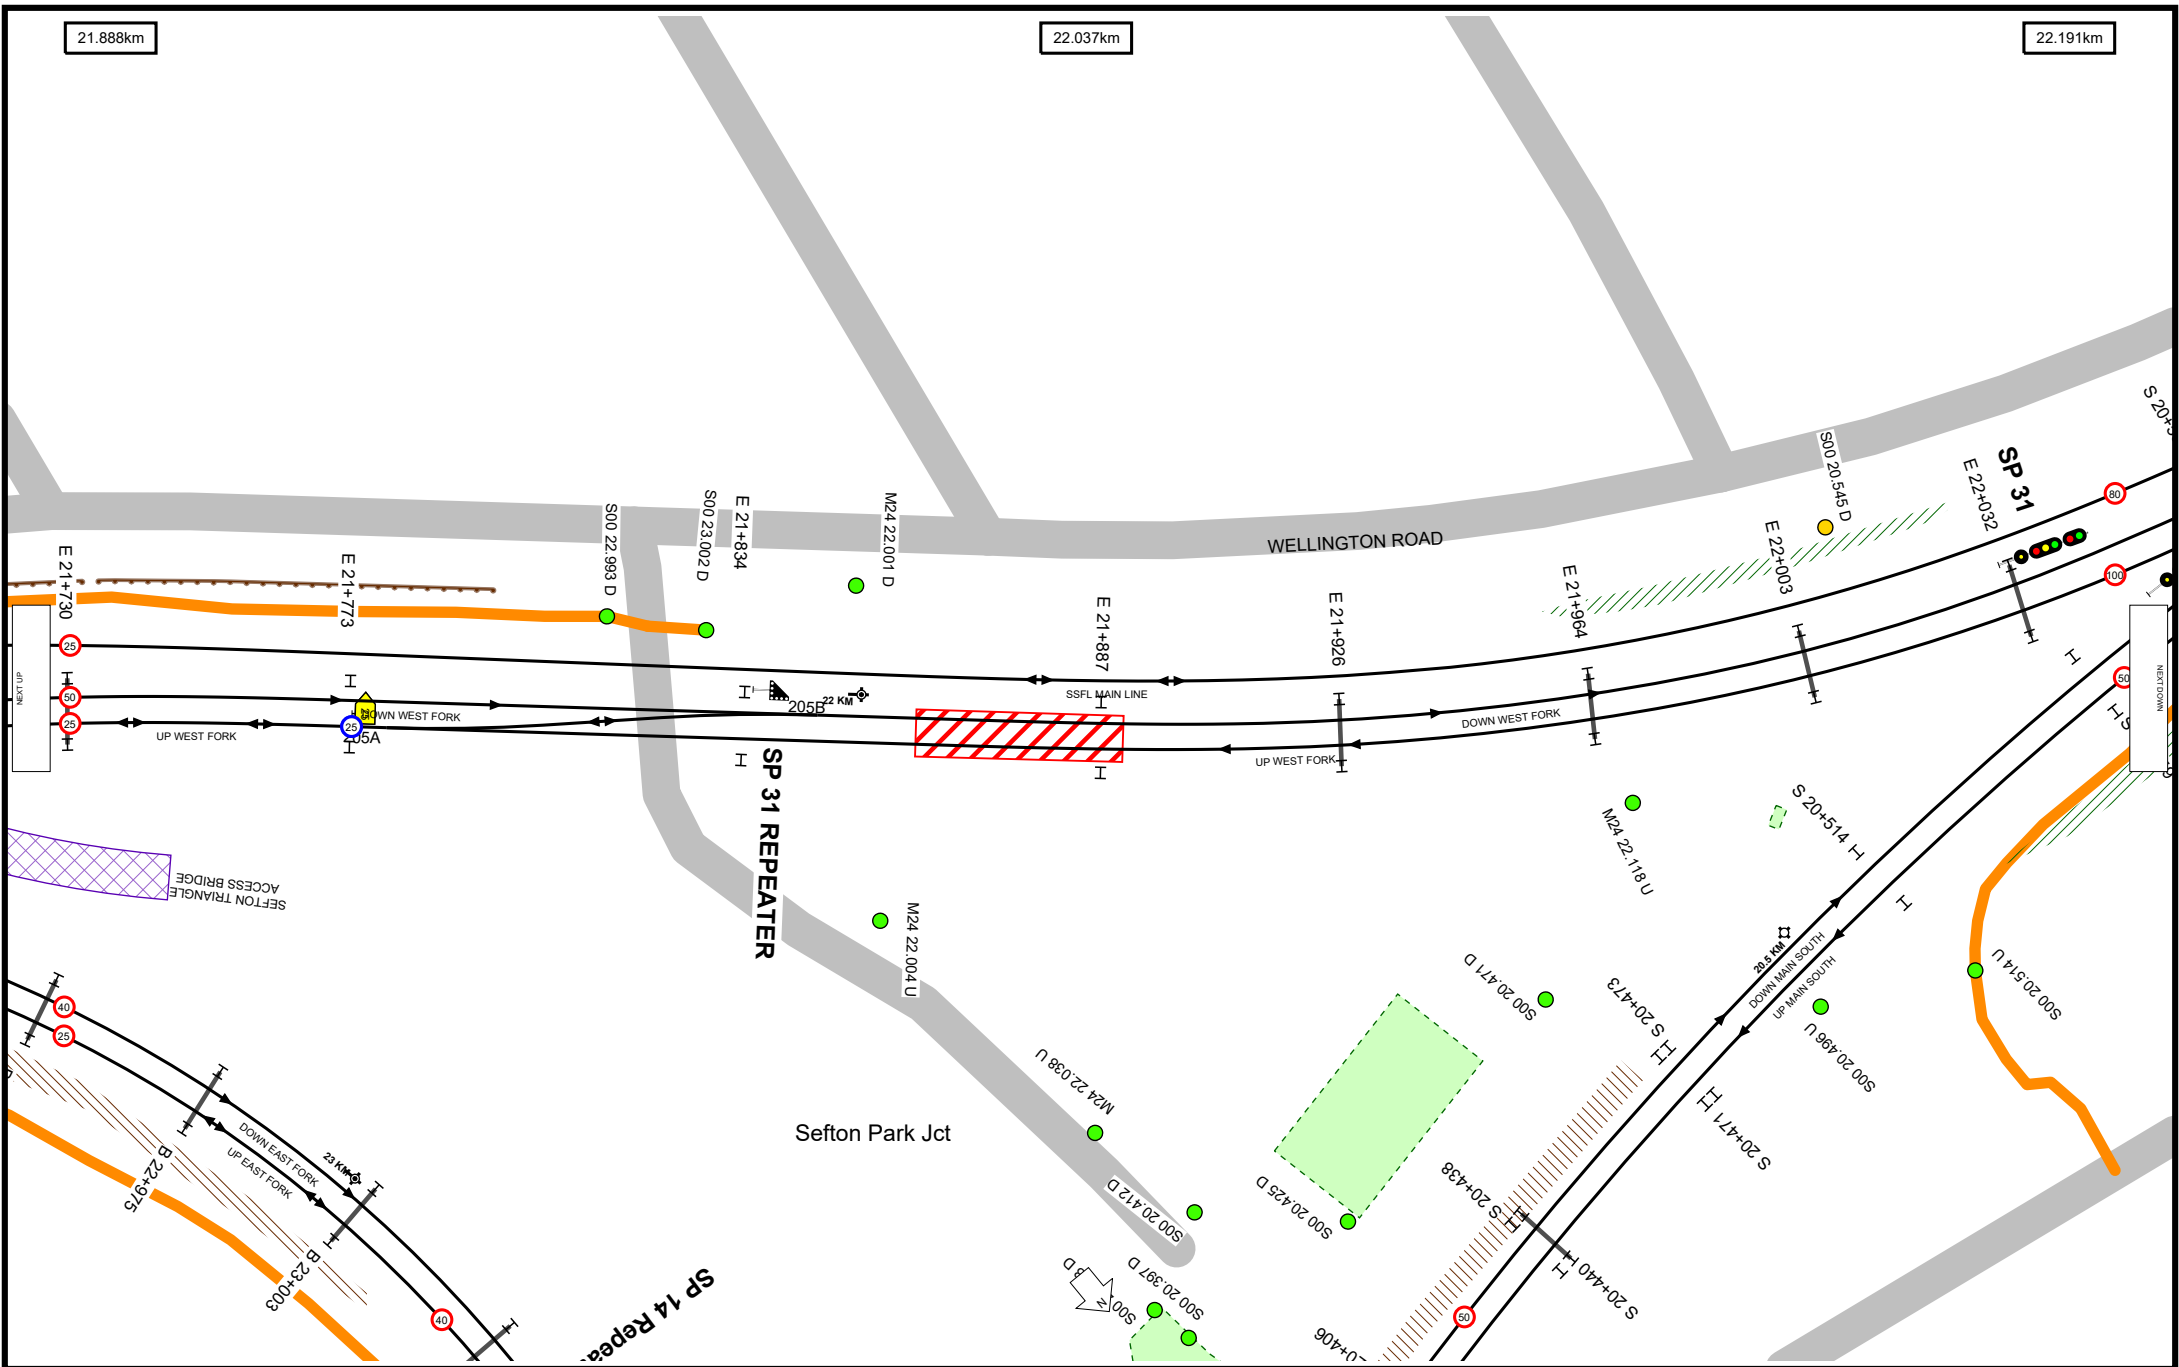 21.888km
22.037km
22.191km
S 20+5
SP 31
E 22+032
S00 20.545 D
80
WELLINGTON ROAD
E 22+003
100
S00 22.993 D
S00 23.002 D
E 21+834
M24 22.001 D
E 21+730
E 21+773
E 21+887
E 21+926
E 21+964
25
50
25
NEXT UP
25
DOWN WEST FORK
UP WEST FORK
205B
22 KM
SSFL MAIN LINE
DOWN WEST FORK
UP WEST FORK
50
NEXT DOWN
SP 31 REPEATER
M24 22.118 U
S 20+514
SEFTON TRIANGLE
ACCESS BRIDGE
M24 22.004 U
20.5 KM
DOWN MAIN SOUTH
UP MAIN SOUTH
S00 20.471 D
S 20+473
S00 20.514 U
S00 20.496 U
40
25
M24 22.038 U
Sefton Park Jct
DOWN EAST FORK
UP EAST FORK
23 KM
B 22+975
S 20+471
S 20+438
S00 20.412 D
S00 20.425 D
B 23+003
S00 20.397 D
S00
N
S 20+440
SP 14 Repea
40
50
0+406